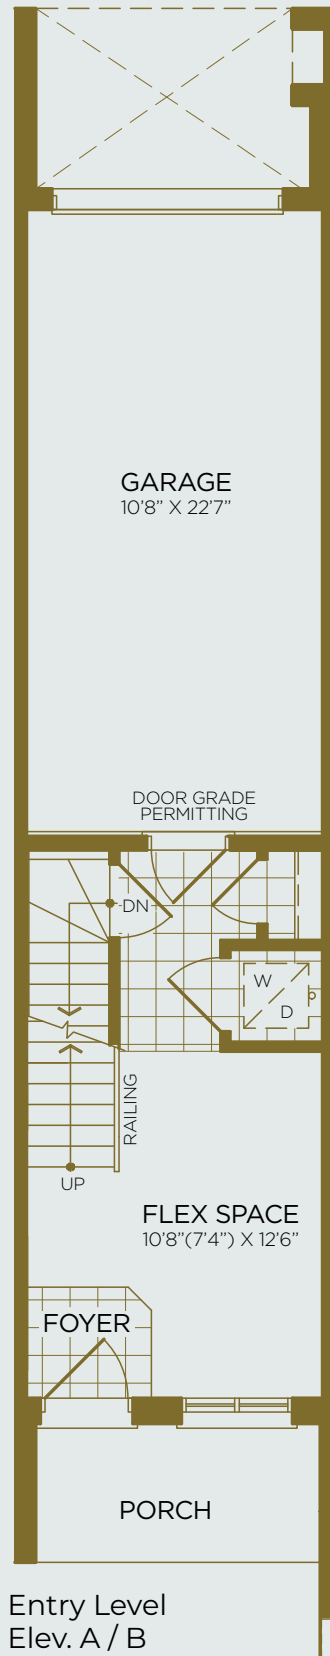 GARAGE
10'8" X 22'7"
DOOR GRADE
PERMITTING
DN
W
D
RAILING
UP
FLEX SPACE
10'8"(7'4") X 12'6"
FOYER
PORCH
Entry Level
Elev. A / B